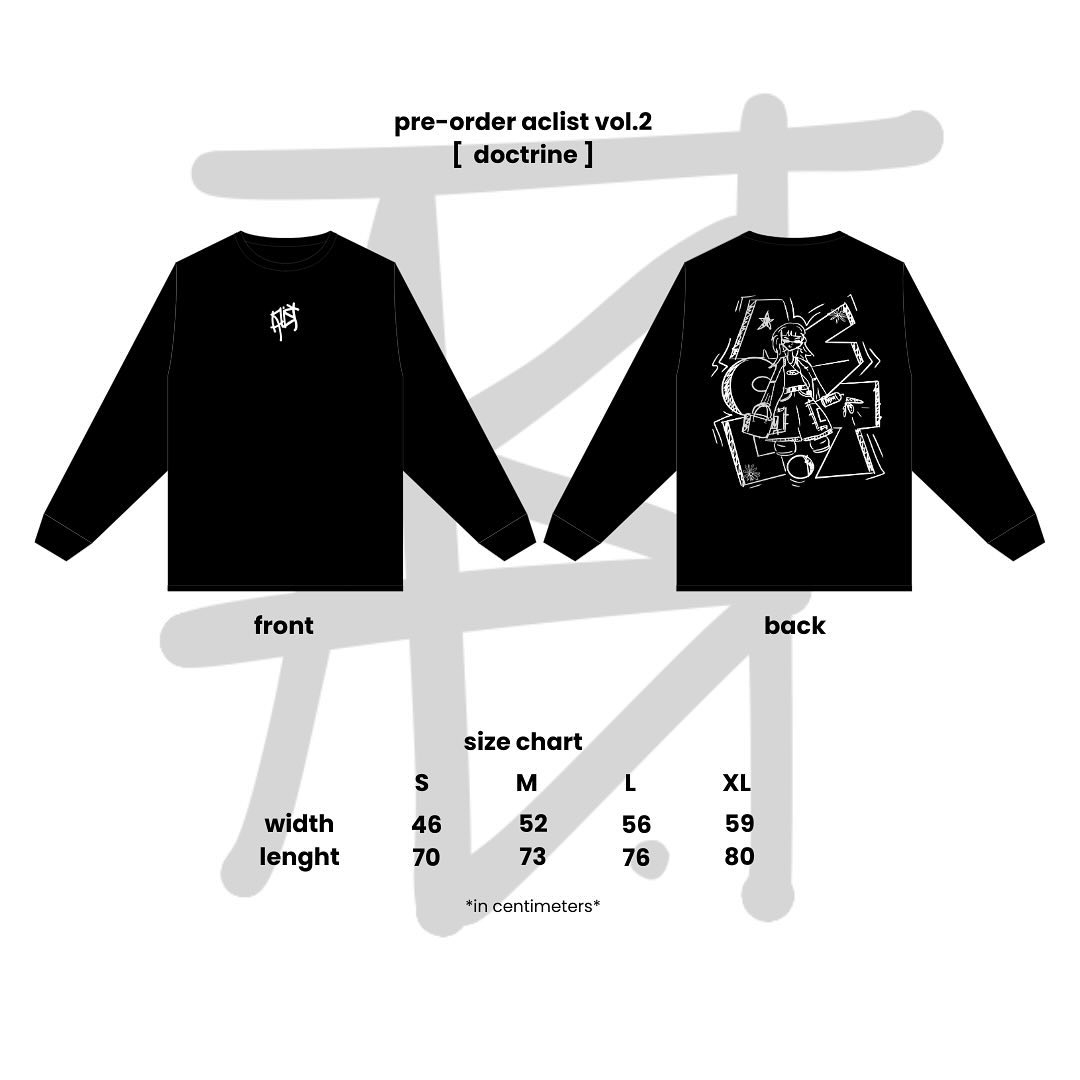 pre-order aclist vol.2
[ doctrine ]
front
back
size chart
S M L XL
width 46 52 56 59
lenght 70 73 76 80
*in centimeters*